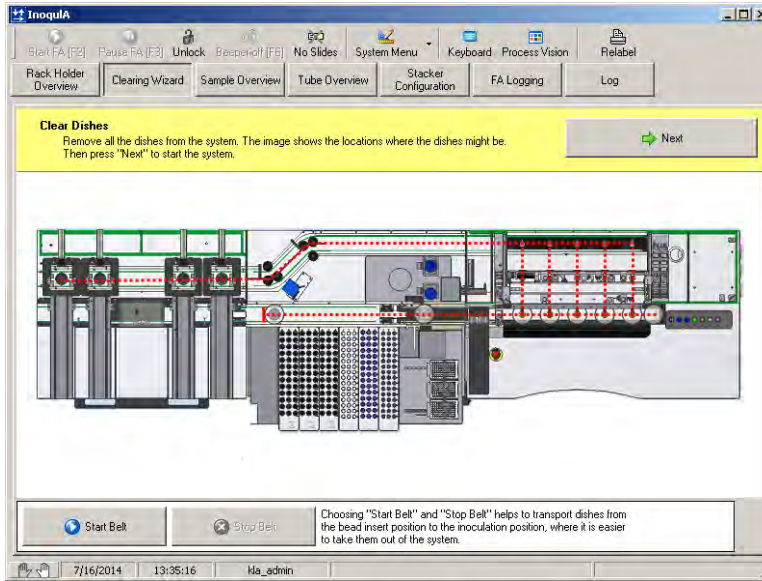 InoqulA
Start FA [F2] Pause FA [F3] Unlock Beeper-off [F6] No Slides System Menu Keyboard Process Vision Relabel
Rack Holder Overview Clearing Wizard Sample Overview Tube Overview Stacker Configuration FA Logging Log
Clear Dishes
Remove all the dishes from the system. The image shows the locations where the dishes might be.
Then press "Next" to start the system.
Next
Start Belt
Stop Belt
Choosing "Start Belt" and "Stop Belt" helps to transport dishes from
the bead insert position to the inoculation position, where it is easier
to take them out of the system.
7/16/2014 13:35:16 kla_admin